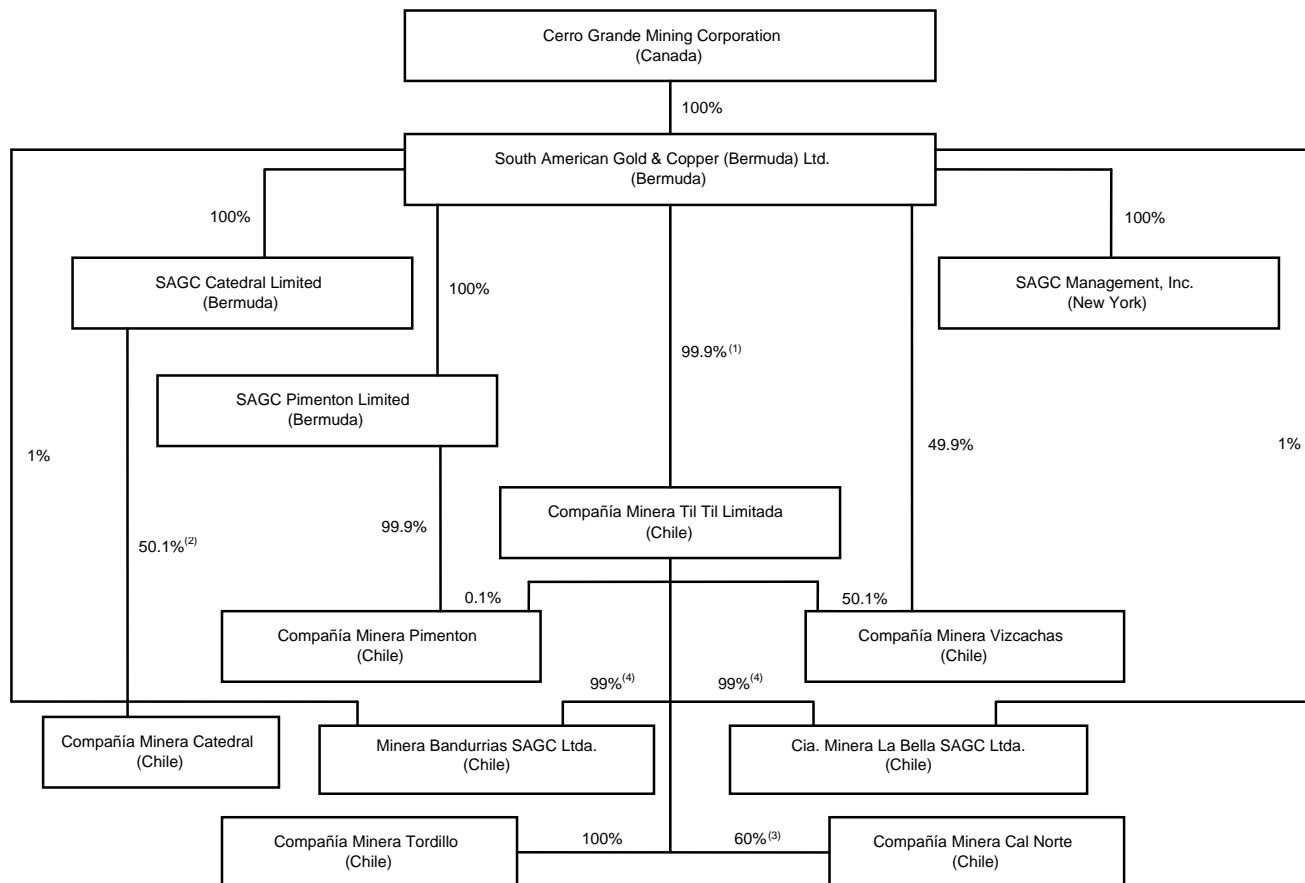 Cerro Grande Mining Corporation
(Canada)
100%
South American Gold & Copper (Bermuda) Ltd.
(Bermuda)
100%
100%
SAGC Catedral Limited
(Bermuda)
100%
SAGC Management, Inc.
(New York)
99.9%(1)
SAGC Pimenton Limited
(Bermuda)
1%
49.9%
1%
Compañía Minera Til Til Limitada
(Chile)
99.9%
50.1%(2)
0.1%
50.1%
Compañía Minera Pimenton
(Chile)
Compañía Minera Vizcachas
(Chile)
99%(4)
99%(4)
Compañía Minera Catedral
(Chile)
Minera Bandurrias SAGC Ltda.
(Chile)
Cia. Minera La Bella SAGC Ltda.
(Chile)
Compañía Minera Tordillo
(Chile)
100%
60%(3)
Compañía Minera Cal Norte
(Chile)